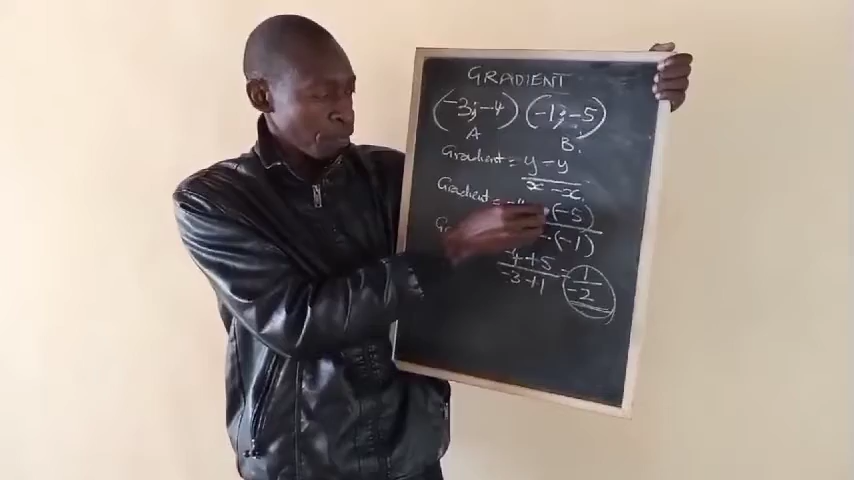 GRADIENT
(-3; -4) (-1; -5)
A B.
Gradient = y - y
x - x.
Gradient = (-5)
- (-1)
-4 + 5 = 1
-3 + 1 -2